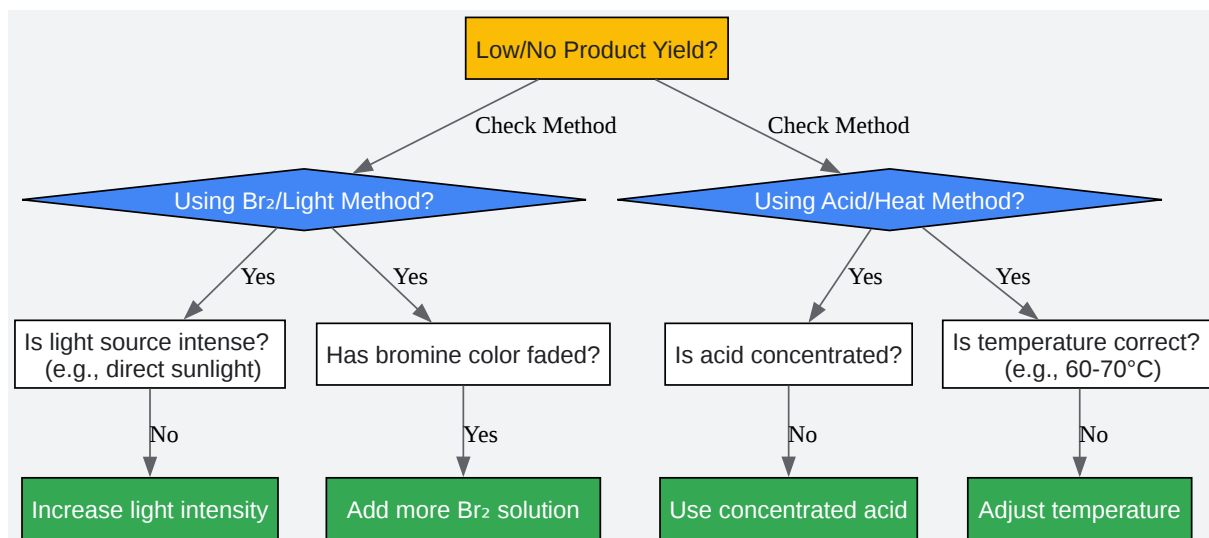 Low/No Product Yield?
Check Method
Check Method
Using Br₂/Light Method?
Using Acid/Heat Method?
Yes
Yes
Yes
Yes
Is light source intense?
(e.g., direct sunlight)
Has bromine color faded?
Is acid concentrated?
Is temperature correct?
(e.g., 60-70°C)
No
Yes
No
No
Increase light intensity
Add more Br₂ solution
Use concentrated acid
Adjust temperature